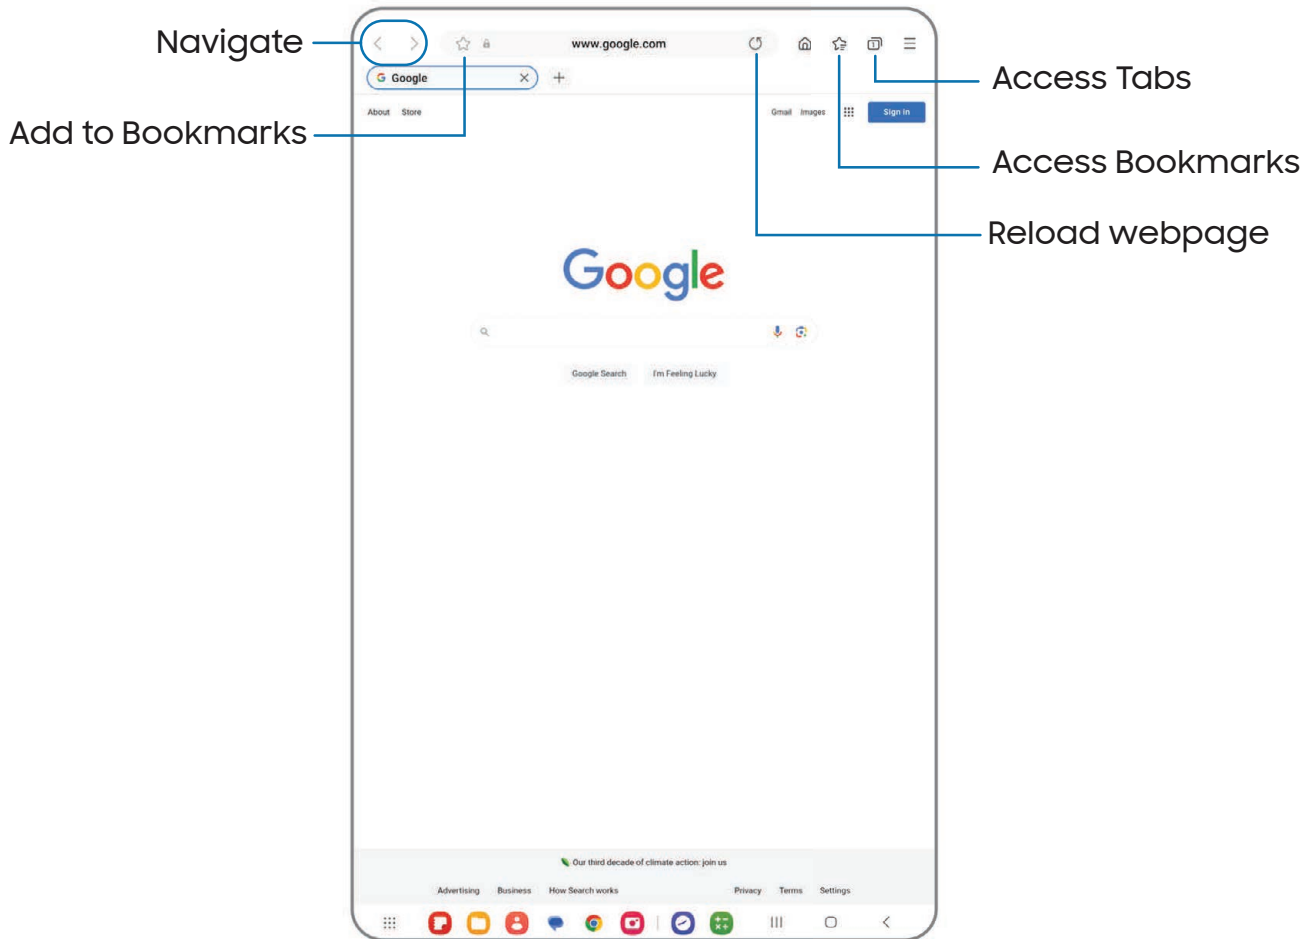 Navigate
www.google.com
1
G Google
Access Tabs
About Store
Gmail Images
Sign in
Add to Bookmarks
Access Bookmarks
Reload webpage
Google
Google Search I'm Feeling Lucky
Our third decade of climate action: join us
Advertising Business How Search works Privacy Terms Settings